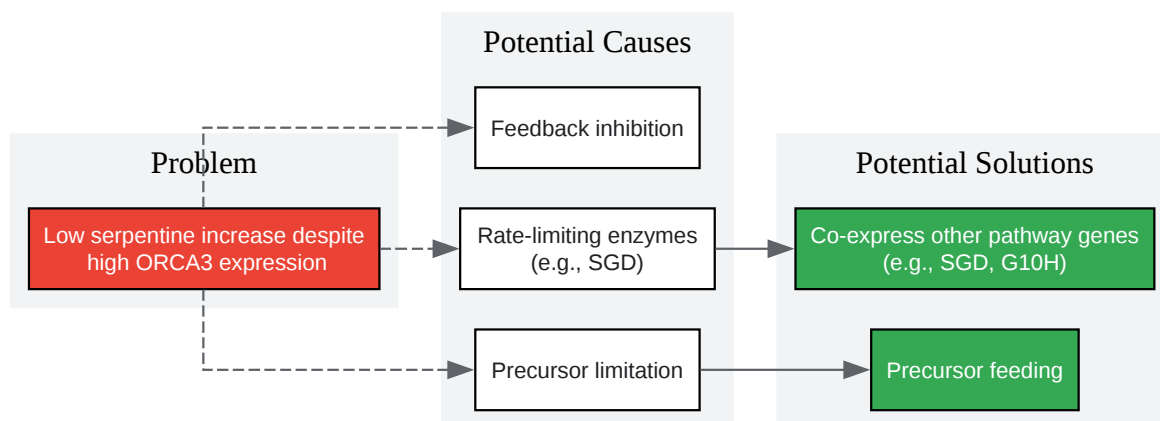 Potential Causes
Feedback inhibition
Problem
Potential Solutions
Low serpentine increase despite
high ORCA3 expression
Rate-limiting enzymes
(e.g., SGD)
Co-express other pathway genes
(e.g., SGD, G10H)
Precursor limitation
Precursor feeding